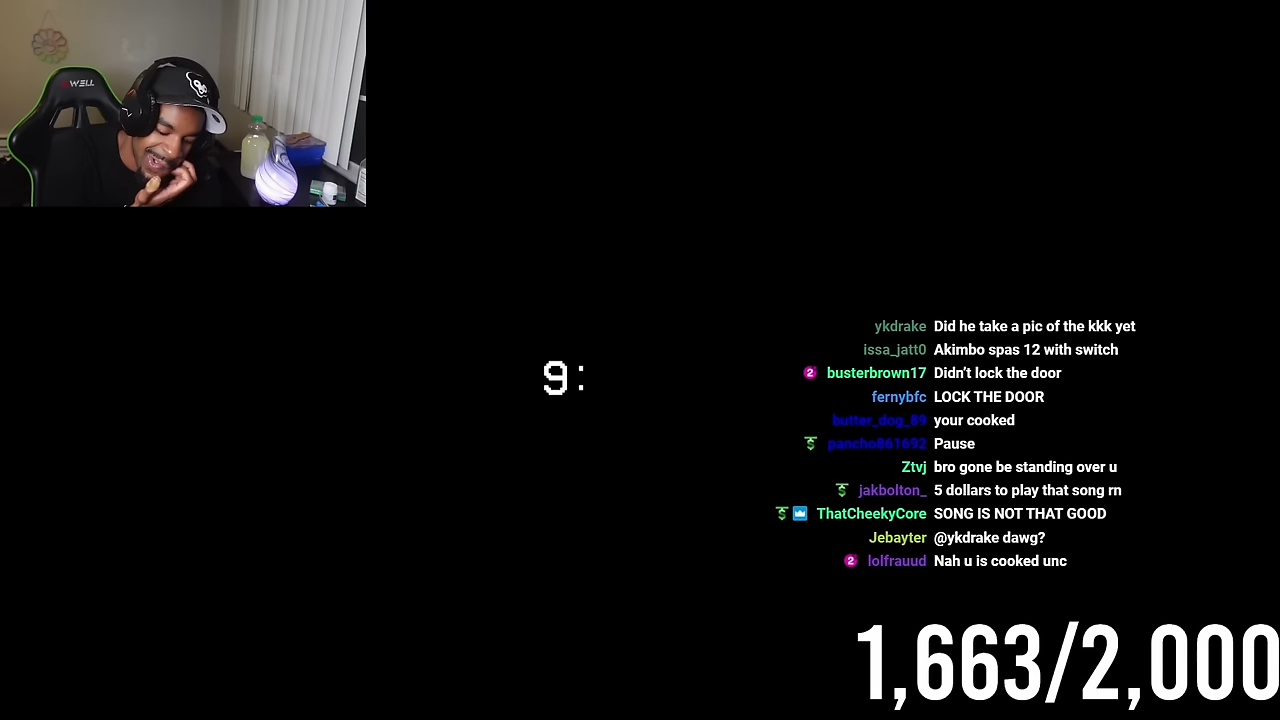 WELL
9:
ykdrake Did he take a pic of the kkk yet
issa_jatt0 Akimbo spas 12 with switch
2 busterbrown17 Didn’t lock the door
fernybfc LOCK THE DOOR
butter_dog_89 your cooked
pancho861692 Pause
Ztvj bro gone be standing over u
jakbolton_ 5 dollars to play that song rn
ThatCheekyCore SONG IS NOT THAT GOOD
Jebayter @ykdrake dawg?
2 lolfrauud Nah u is cooked unc
1,663/2,000